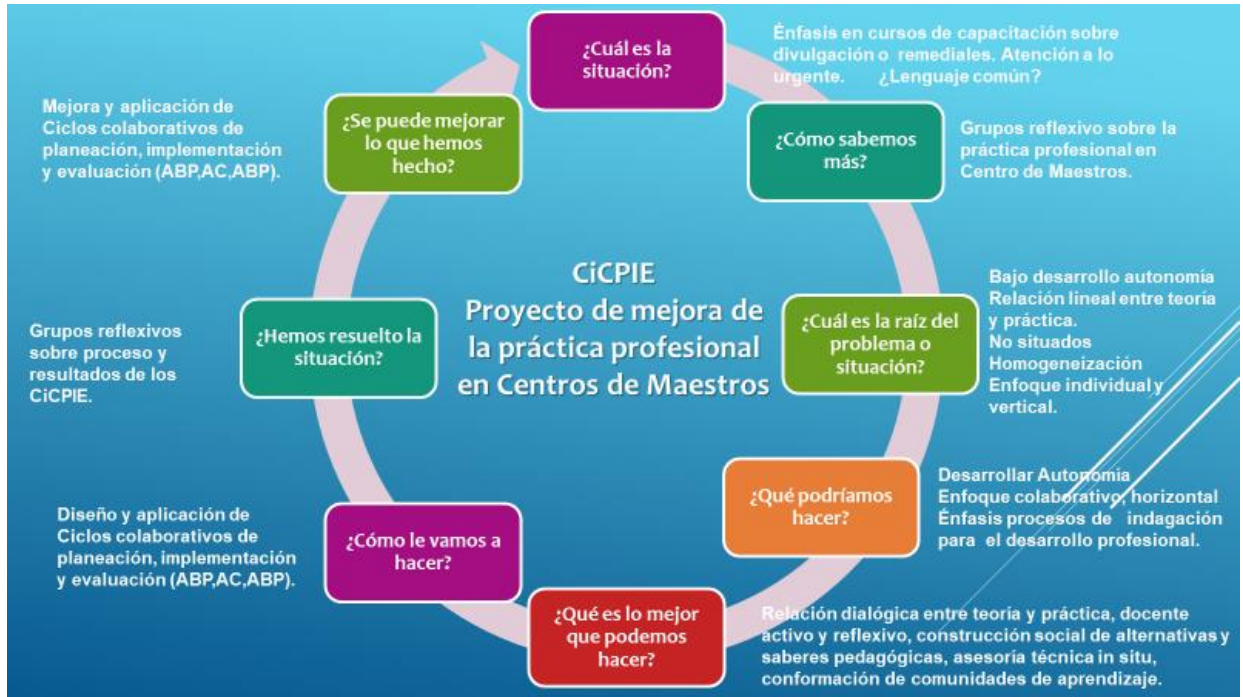 ¿Cuál es la
situación?
Énfasis en cursos de capacitación sobre
divulgación o remediales. Atención a lo
urgente. ¿Lenguaje común?
¿Cómo sabemos
más?
Grupos reflexivo sobre la
práctica profesional en
Centro de Maestros.
¿Cuál es la raíz del
problema o
situación?
Bajo desarrollo autonomía
Relación lineal entre teoría
y práctica.
No situados
Homogeneización
Enfoque individual y
vertical.
¿Qué podríamos
hacer?
Desarrollar Autonomía
Enfoque colaborativo, horizontal
Énfasis procesos de indagación
para el desarrollo profesional.
¿Qué es lo mejor
que podemos
hacer?
Relación dialógica entre teoría y práctica, docente
activo y reflexivo, construcción social de alternativas y
saberes pedagógicas, asesoría técnica in situ,
conformación de comunidades de aprendizaje.
¿Cómo le vamos a
hacer?
Diseño y aplicación de
Ciclos colaborativos de
planeación, implementación
y evaluación (ABP,AC,ABP).
¿Hemos resuelto la
situación?
Grupos reflexivos
sobre proceso y
resultados de los
CiCPIE.
¿Se puede mejorar
lo que hemos
hecho?
Mejora y aplicación de
Ciclos colaborativos de
planeación, implementación
y evaluación (ABP,AC,ABP).
CiCPIE
Proyecto de mejora de
la práctica profesional
en Centros de Maestros